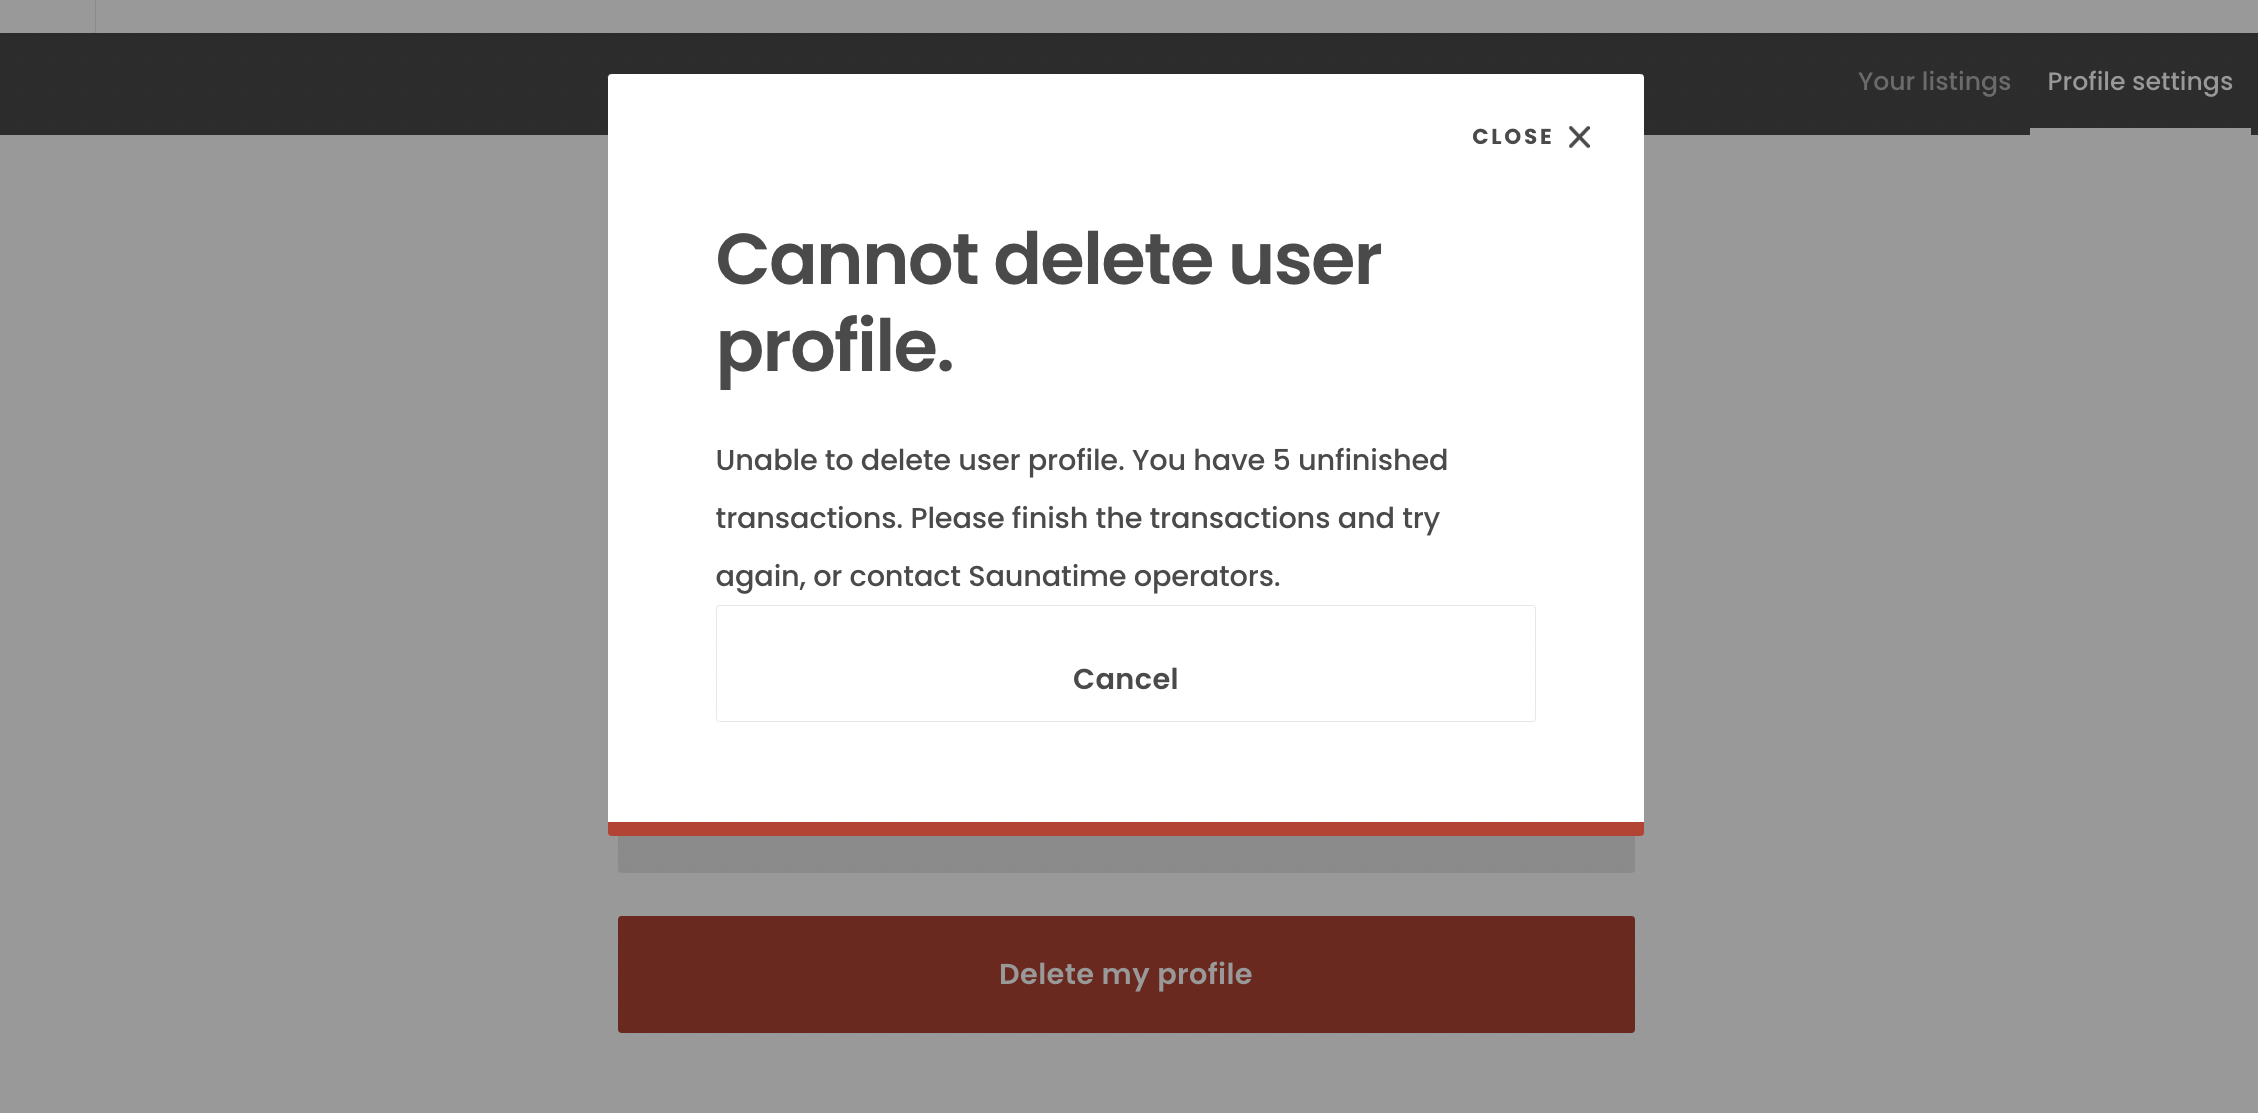 Your listings Profile settings
CLOSE
Cannot delete user
profile.
Unable to delete user profile. You have 5 unfinished
transactions. Please finish the transactions and try
again, or contact Saunatime operators.
Cancel
Delete my profile